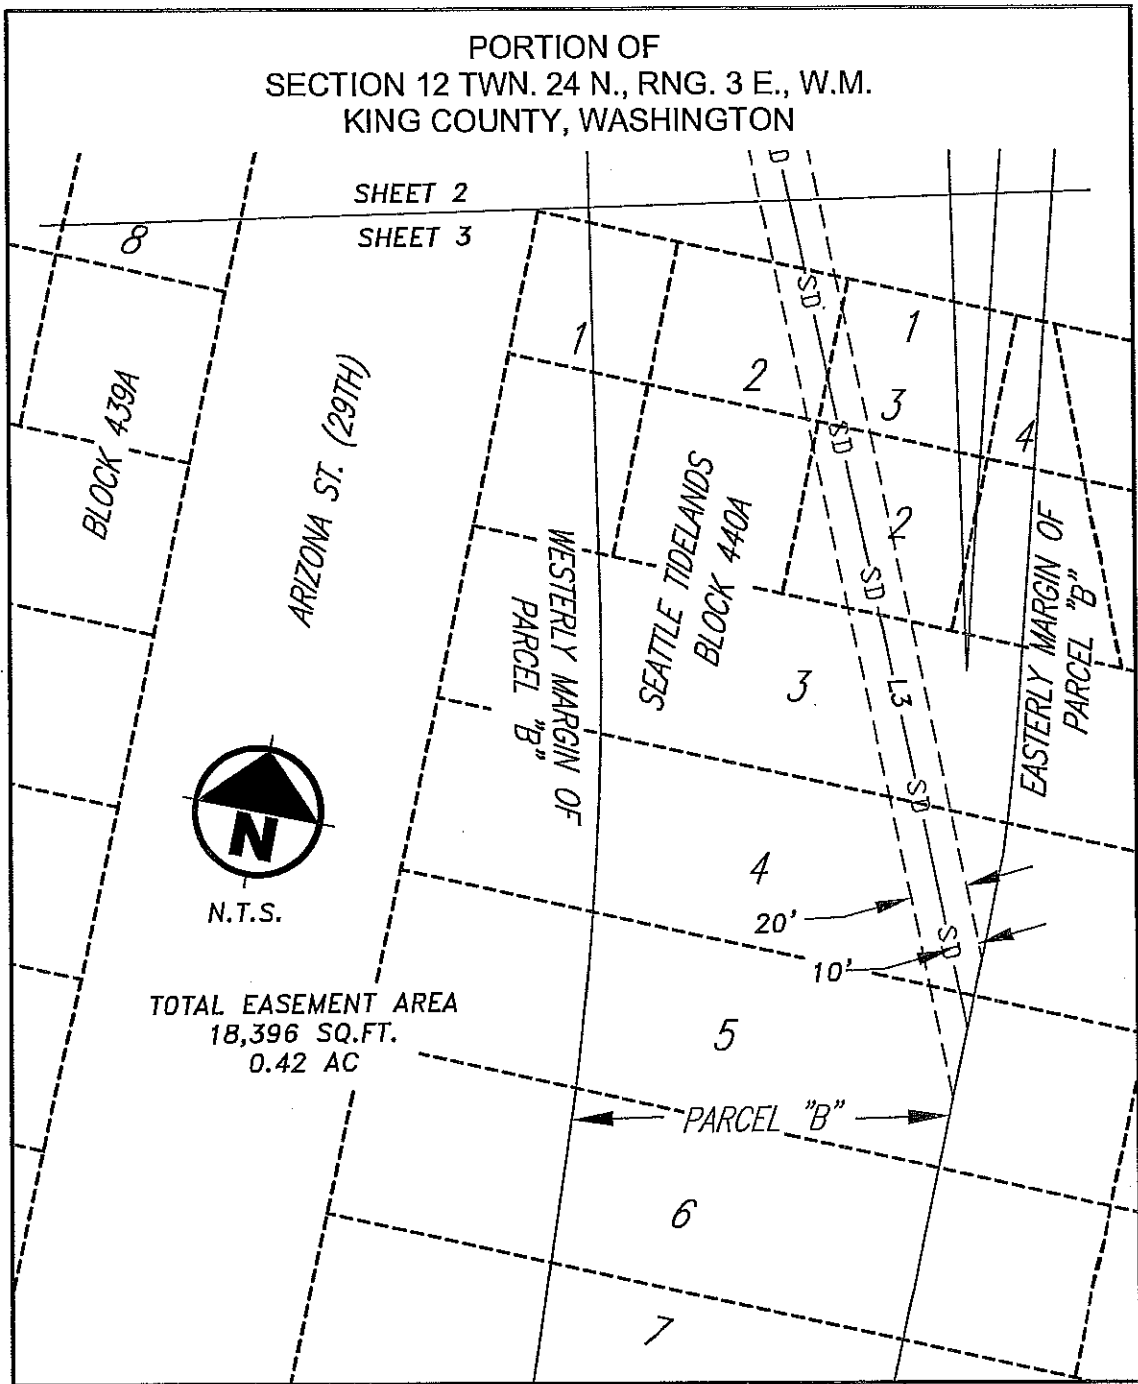 PORTION OF
SECTION 12 TWN. 24 N., RNG. 3 E., W.M.
KING COUNTY, WASHINGTON
SHEET 2
SHEET 3
D
8
SD
1
1
2
3
BLOCK 439A
ARIZONA ST. (29TH)
SD
4
SEATTLE TIDELANDS
BLOCK 440A
2
WESTERLY MARGIN OF
PARCEL "B"
EASTERLY MARGIN OF
PARCEL "B"
SD
3
L3
SD
N
N.T.S.
4
20'
SD
10'
TOTAL EASEMENT AREA
18,396 SQ.FT.
0.42 AC
5
PARCEL "B"
6
7